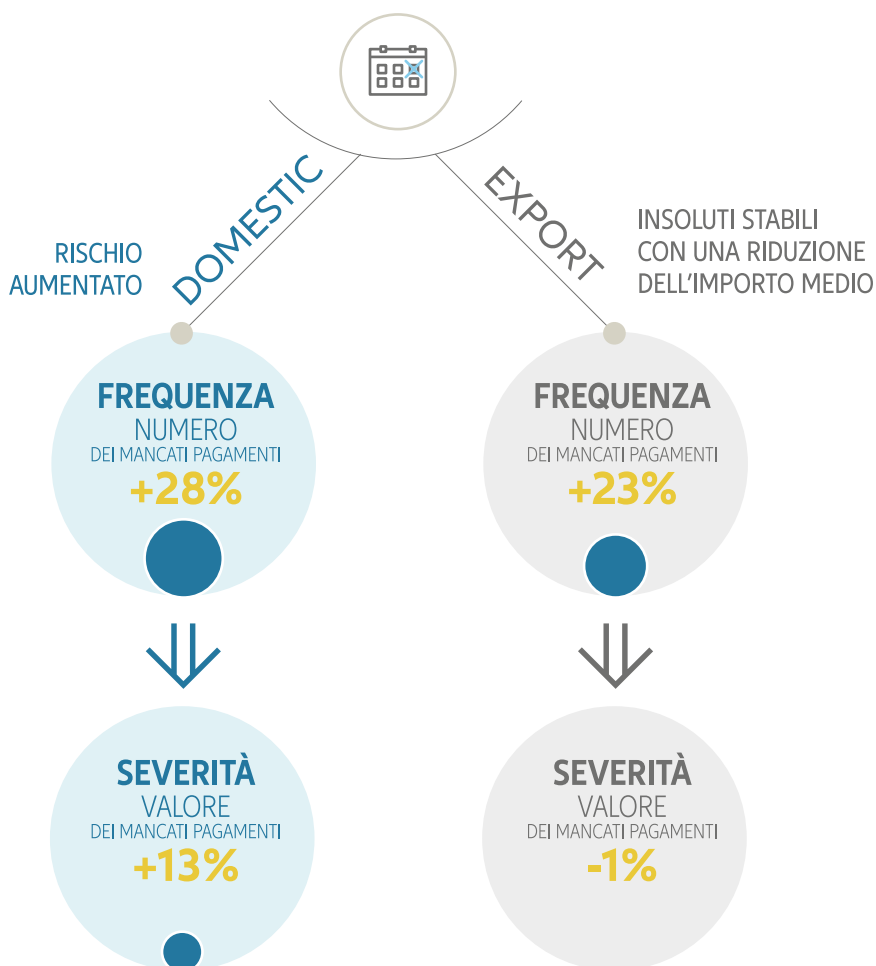 DOMESTIC
EXPORT
RISCHIO
AUMENTATO
INSOLUTI STABILI
CON UNA RIDUZIONE
DELL'IMPORTO MEDIO
FREQUENZA
NUMERO
DEI MANCATI PAGAMENTI
+28%
FREQUENZA
NUMERO
DEI MANCATI PAGAMENTI
+23%
SEVERITÀ
VALORE
DEI MANCATI PAGAMENTI
+13%
SEVERITÀ
VALORE
DEI MANCATI PAGAMENTI
-1%